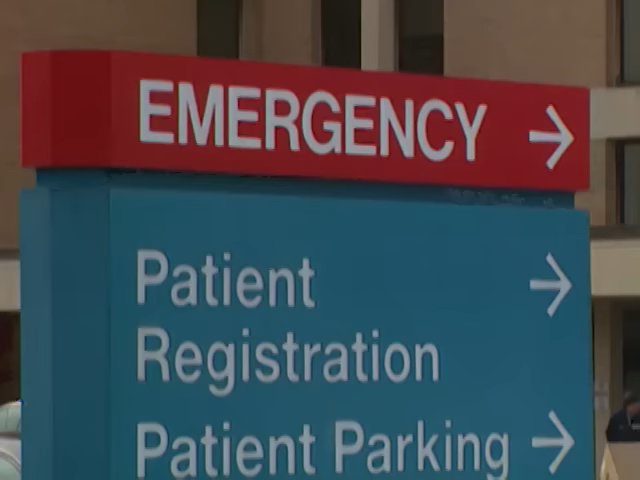 EMERGENCY →
Patient →
Registration
Patient Parking →